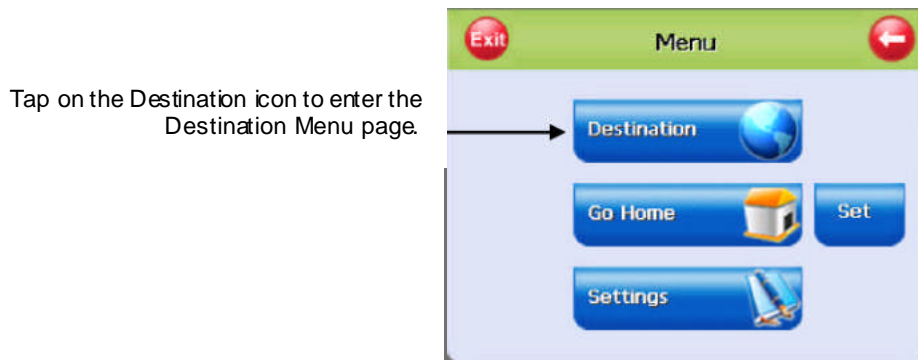 Exit
Menu
Tap on the Destination icon to enter the
Destination Menu page.
Destination
Go Home
Set
Settings